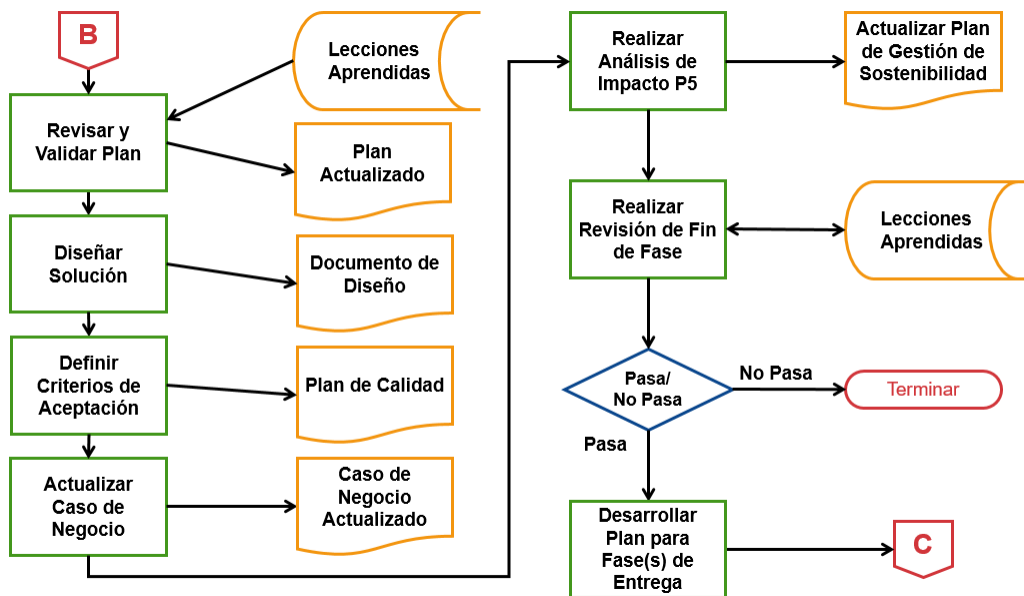 B
Lecciones
Aprendidas
Revisar y
Validar Plan
Plan
Actualizado
Diseñar
Solución
Documento de
Diseño
Definir
Criterios de
Aceptación
Plan de Calidad
Actualizar
Caso de
Negocio
Caso de
Negocio
Actualizado
Realizar
Análisis de
Impacto P5
Actualizar Plan
de Gestión de
Sostenibilidad
Realizar
Revisión de Fin
de Fase
Lecciones
Aprendidas
Pasa/
No Pasa
No Pasa
Terminar
Pasa
Desarrollar
Plan para
Fase(s) de
Entrega
C